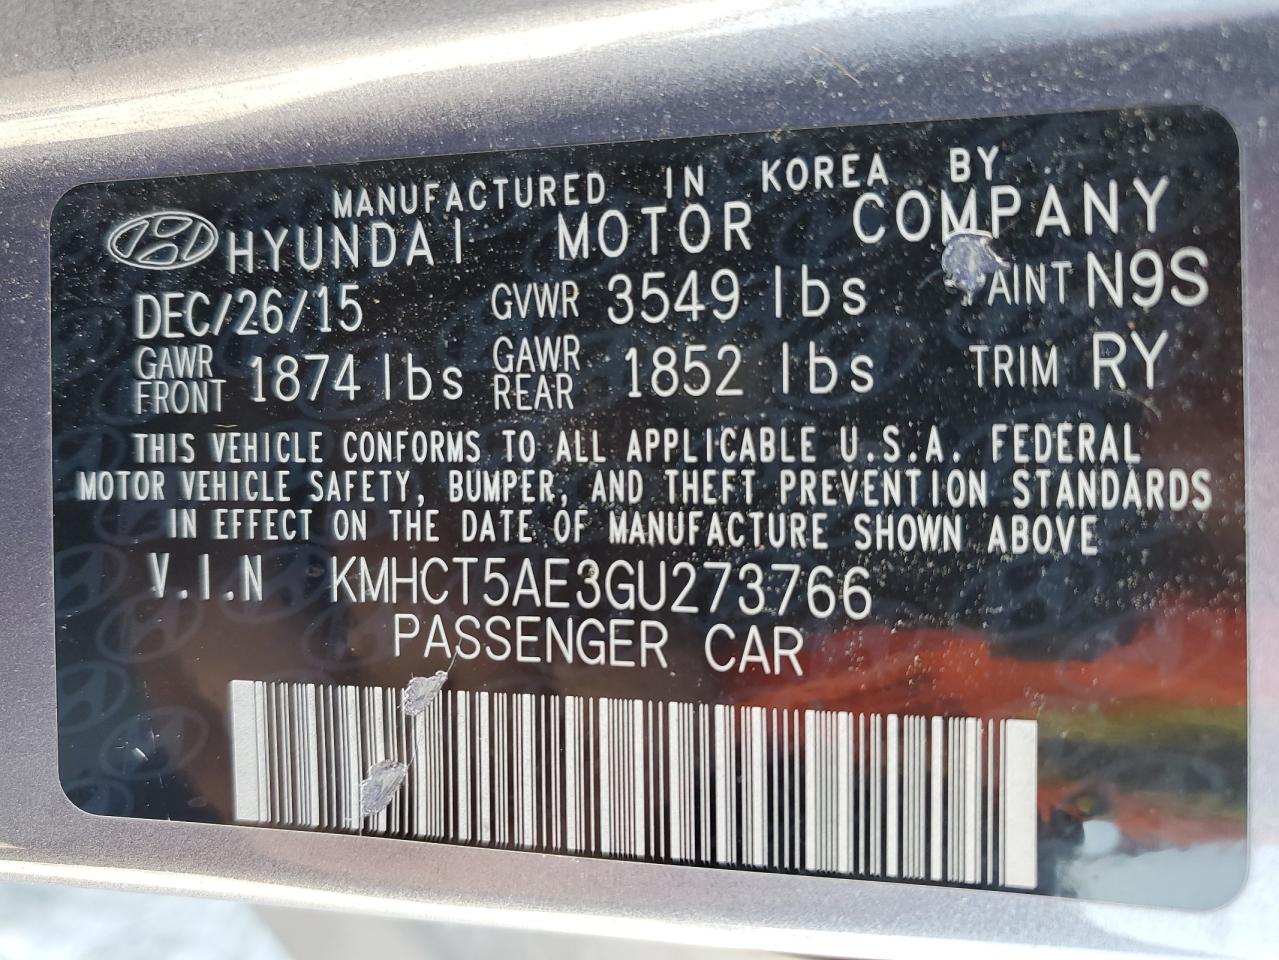 MANUFACTURED IN KOREA BY
HYUNDAI MOTOR COMPANY
DEC/26/15 GVWR 3549 lbs PAINT N9S
GAWR FRONT 1874 lbs GAWR REAR 1852 lbs TRIM RY
THIS VEHICLE CONFORMS TO ALL APPLICABLE U.S.A. FEDERAL
MOTOR VEHICLE SAFETY, BUMPER, AND THEFT PREVENTION STANDARDS
IN EFFECT ON THE DATE OF MANUFACTURE SHOWN ABOVE
V.I.N KMHCT5AE3GU273766
PASSENGER CAR